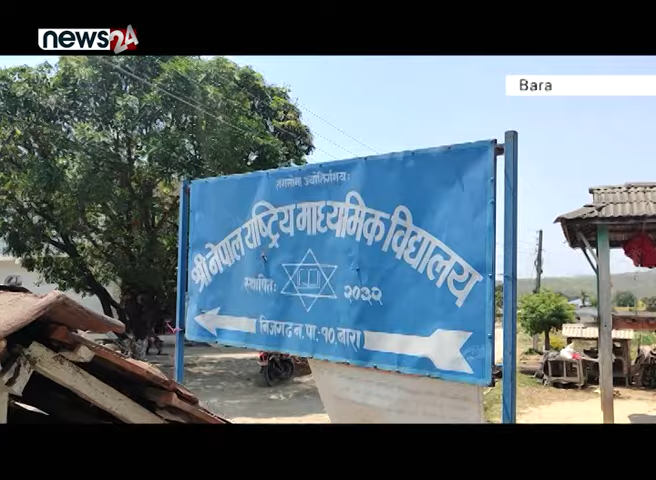 news24
Bara
तमसोमा ज्योतिर्गमयः
श्री नेपाल राष्ट्रिय माध्यमिक विद्यालय
स्थापितः २०३२
निजगढ न. पा. १० बारा